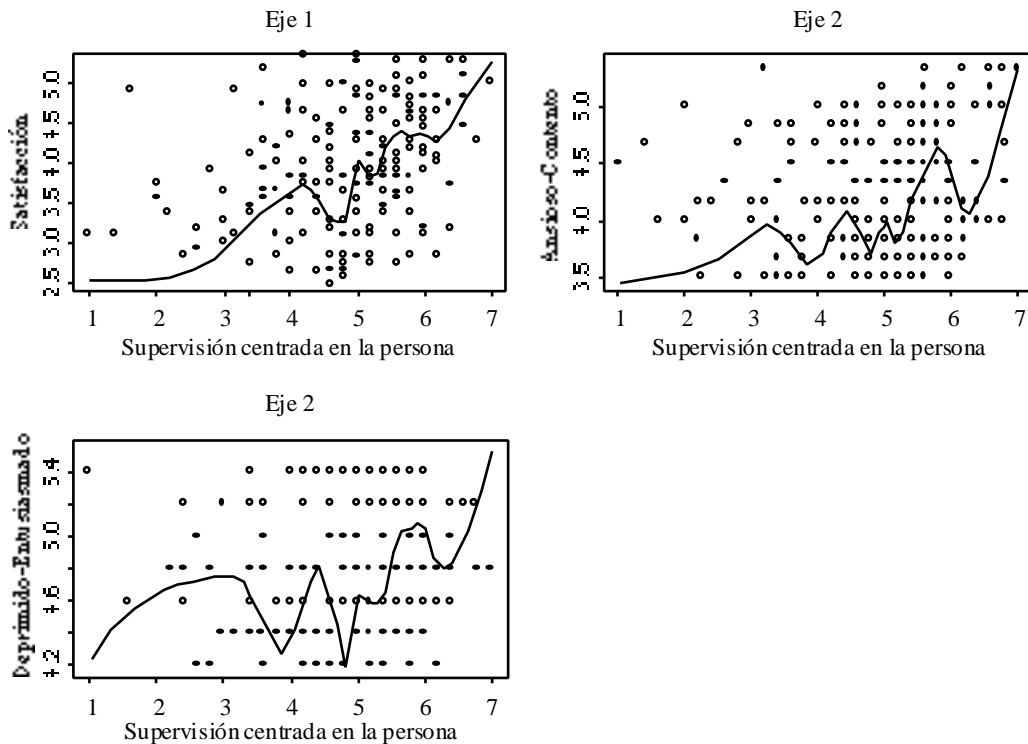 Eje 1
Satisfacción
2.5 3.0 3.5 4.0 4.5 5.0
1 2 3 4 5 6 7
Supervisión centrada en la persona
Eje 2
Ansioso-Contento
3.5 4.0 4.5 5.0
1 2 3 4 5 6 7
Supervisión centrada en la persona
Eje 2
Deprimido-Entusiasmado
4.2 4.6 5.0 5.4
1 2 3 4 5 6 7
Supervisión centrada en la persona